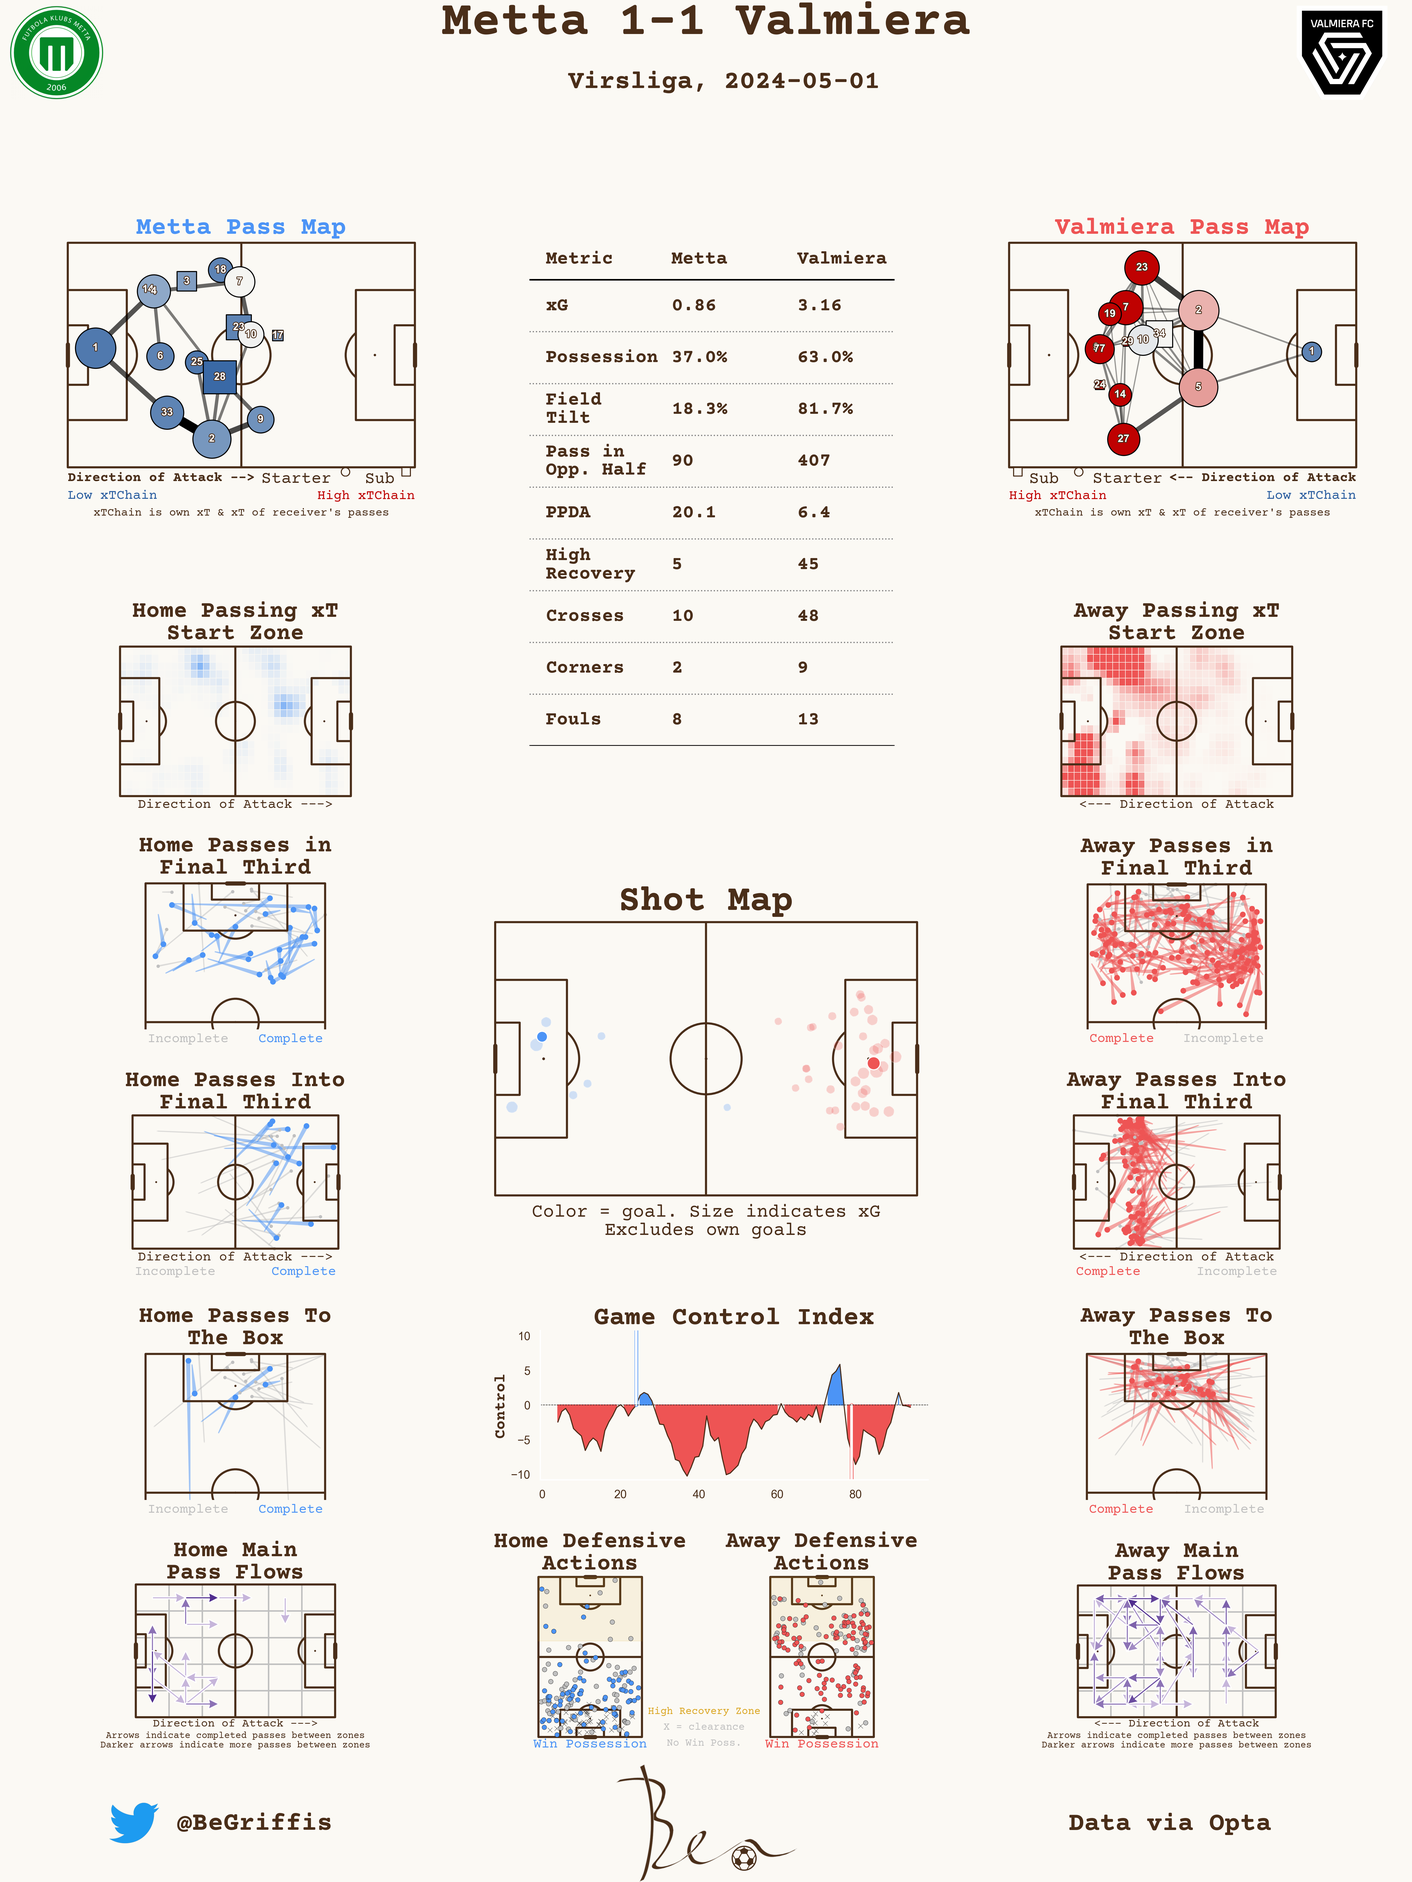 Metta 1-1 Valmiera
Virsliga, 2024-05-01
FUTBOLA KLUBS METTA
2006
VALMIERA FC
Metta Pass Map
14
4
3
18
7
23
10
17
1
6
25
28
33
2
9
Direction of Attack --> Starter Sub
Low xTChain High xTChain
xTChain is own xT & xT of receiver's passes
Metric Metta Valmiera
xG 0.86 3.16
Possession 37.0% 63.0%
Field
Tilt 18.3% 81.7%
Pass in
Opp. Half 90 407
PPDA 20.1 6.4
High
Recovery 5 45
Crosses 10 48
Corners 2 9
Fouls 8 13
Valmiera Pass Map
23
7
19
2
34
29
10
77
1
24
14
5
27
Sub Starter <-- Direction of Attack
High xTChain Low xTChain
xTChain is own xT & xT of receiver's passes
Home Passing xT
Start Zone
Direction of Attack --->
Away Passing xT
Start Zone
<--- Direction of Attack
Home Passes in
Final Third
Incomplete Complete
Away Passes in
Final Third
Complete Incomplete
Shot Map
Color = goal. Size indicates xG
Excludes own goals
Home Passes Into
Final Third
Direction of Attack --->
Incomplete Complete
Away Passes Into
Final Third
<--- Direction of Attack
Complete Incomplete
Home Passes To
The Box
Incomplete Complete
Game Control Index
Control
10
5
0
−5
−10
0 20 40 60 80
Away Passes To
The Box
Complete Incomplete
Home Main
Pass Flows
Direction of Attack --->
Arrows indicate completed passes between zones
Darker arrows indicate more passes between zones
Home Defensive
Actions
Win Possession
High Recovery Zone
X = clearance
No Win Poss.
Away Defensive
Actions
Win Possession
Away Main
Pass Flows
<--- Direction of Attack
Arrows indicate completed passes between zones
Darker arrows indicate more passes between zones
@BeGriffis
Ben
Data via Opta